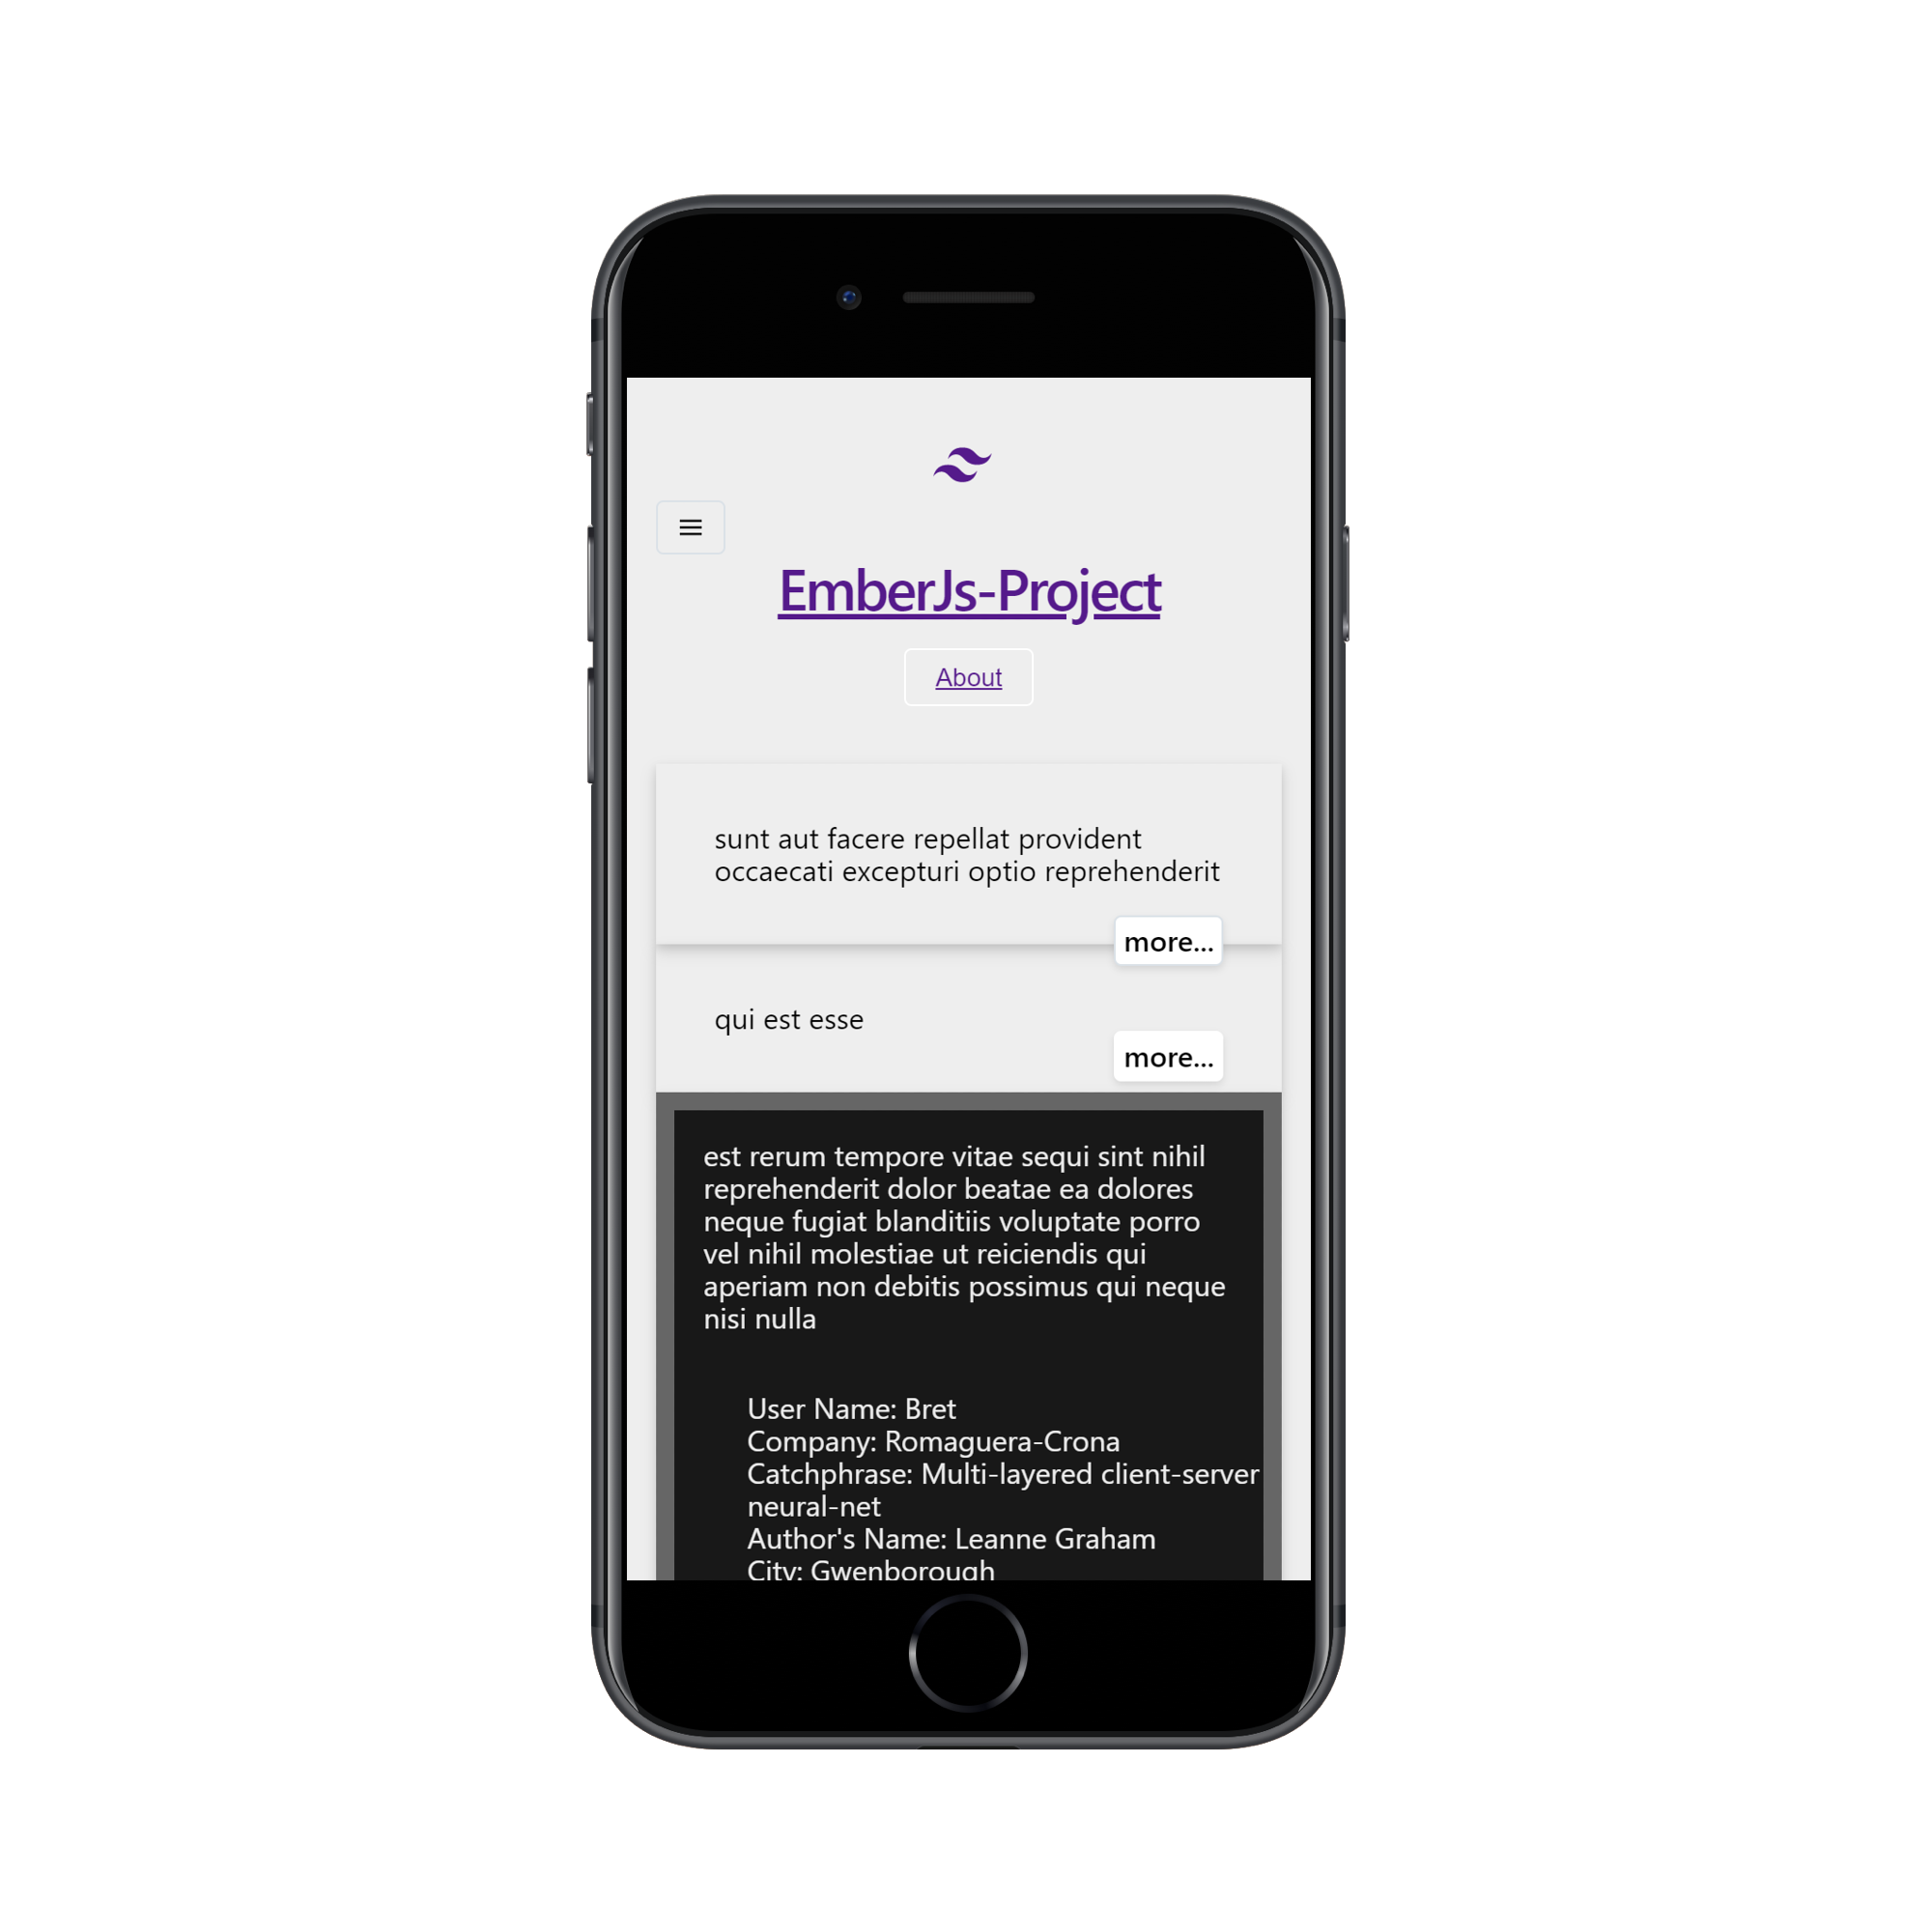 EmberJs-Project
About
sunt aut facere repellat provident
occaecati excepturi optio reprehenderit
more...
qui est esse
more...
est rerum tempore vitae sequi sint nihil
reprehenderit dolor beatae ea dolores
neque fugiat blanditiis voluptate porro
vel nihil molestiae ut reiciendis qui
aperiam non debitis possimus qui neque
nisi nulla
User Name: Bret
Company: Romaguera-Crona
Catchphrase: Multi-layered client-server
neural-net
Author's Name: Leanne Graham
City: Gwenborough